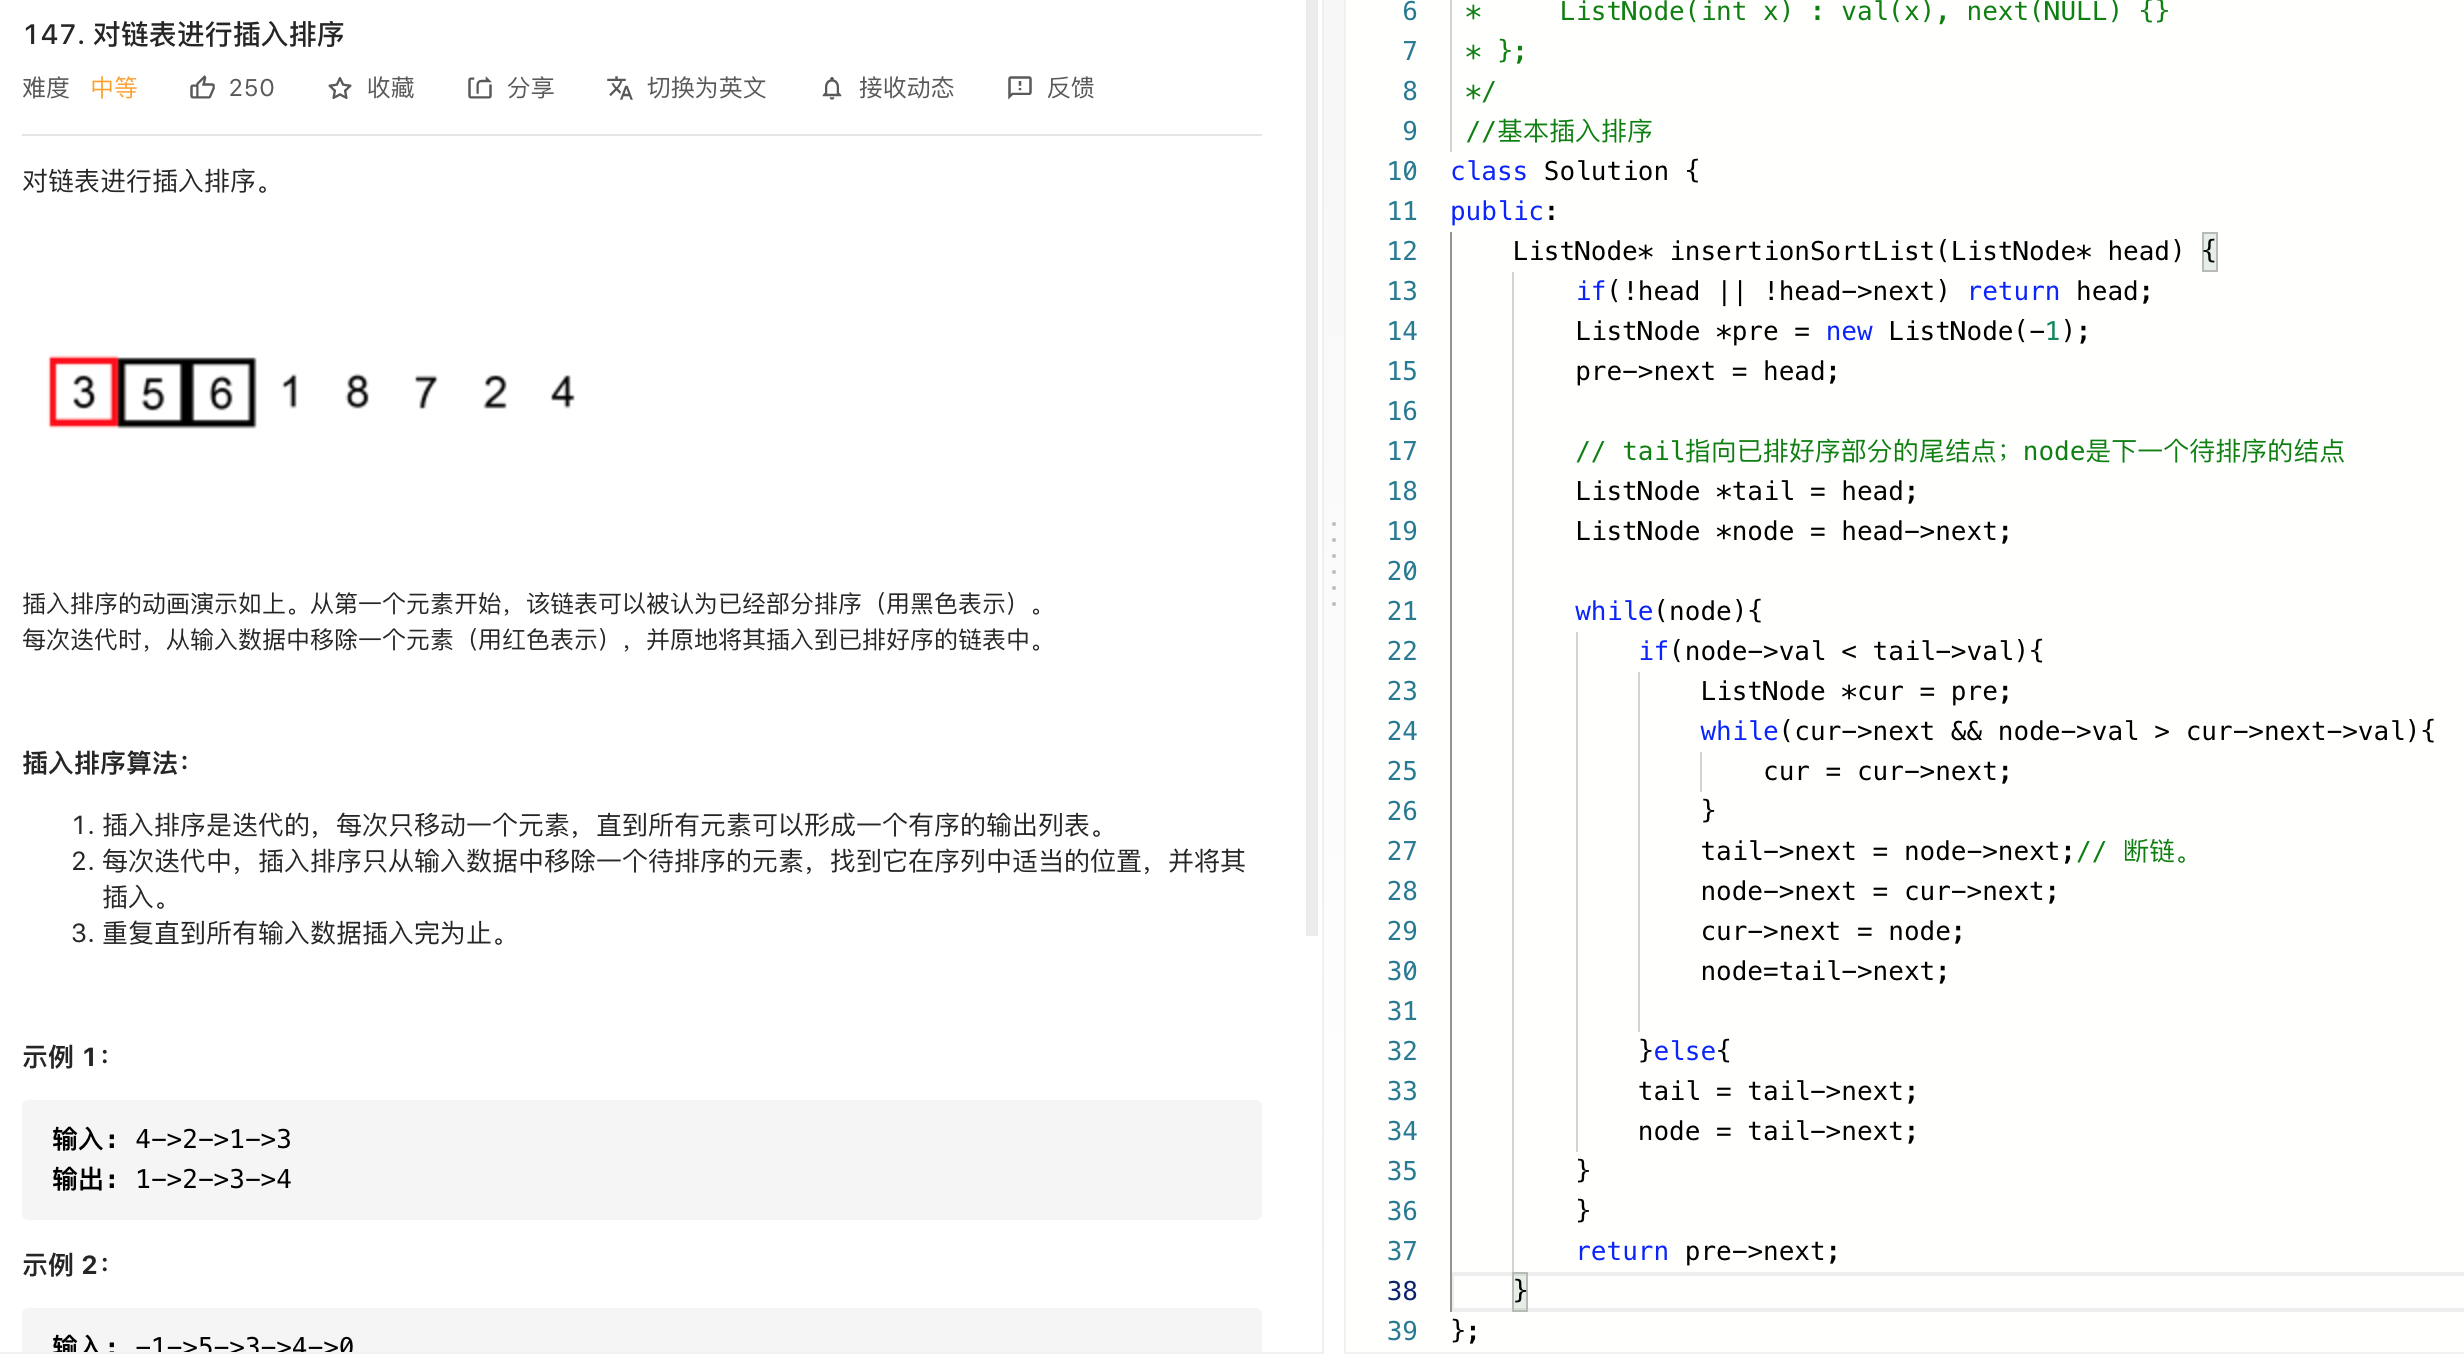 147. 对链表进行插入排序
难度 中等 250 收藏 分享 切换为英文 接收动态 反馈
对链表进行插入排序。
3 5 6 1 8 7 2 4
插入排序的动画演示如上。从第一个元素开始，该链表可以被认为已经部分排序（用黑色表示）。
每次迭代时，从输入数据中移除一个元素（用红色表示），并原地将其插入到已排好序的链表中。
插入排序算法：
1. 插入排序是迭代的，每次只移动一个元素，直到所有元素可以形成一个有序的输出列表。
2. 每次迭代中，插入排序只从输入数据中移除一个待排序的元素，找到它在序列中适当的位置，并将其
插入。
3. 重复直到所有输入数据插入完为止。
示例 1：
输入: 4->2->1->3
输出: 1->2->3->4
示例 2：
输入: -1->5->3->4->0
6 *     ListNode(int x) : val(x), next(NULL) {}
7 * };
8 */
9 //基本插入排序
10 class Solution {
11 public:
12     ListNode* insertionSortList(ListNode* head) {
13         if(!head || !head->next) return head;
14         ListNode *pre = new ListNode(-1);
15         pre->next = head;
16
17         // tail指向已排好序部分的尾结点；node是下一个待排序的结点
18         ListNode *tail = head;
19         ListNode *node = head->next;
20
21         while(node){
22             if(node->val < tail->val){
23                 ListNode *cur = pre;
24                 while(cur->next && node->val > cur->next->val){
25                     cur = cur->next;
26                 }
27                 tail->next = node->next;// 断链。
28                 node->next = cur->next;
29                 cur->next = node;
30                 node=tail->next;
31
32             }else{
33             tail = tail->next;
34             node = tail->next;
35         }
36         }
37         return pre->next;
38     }
39 };